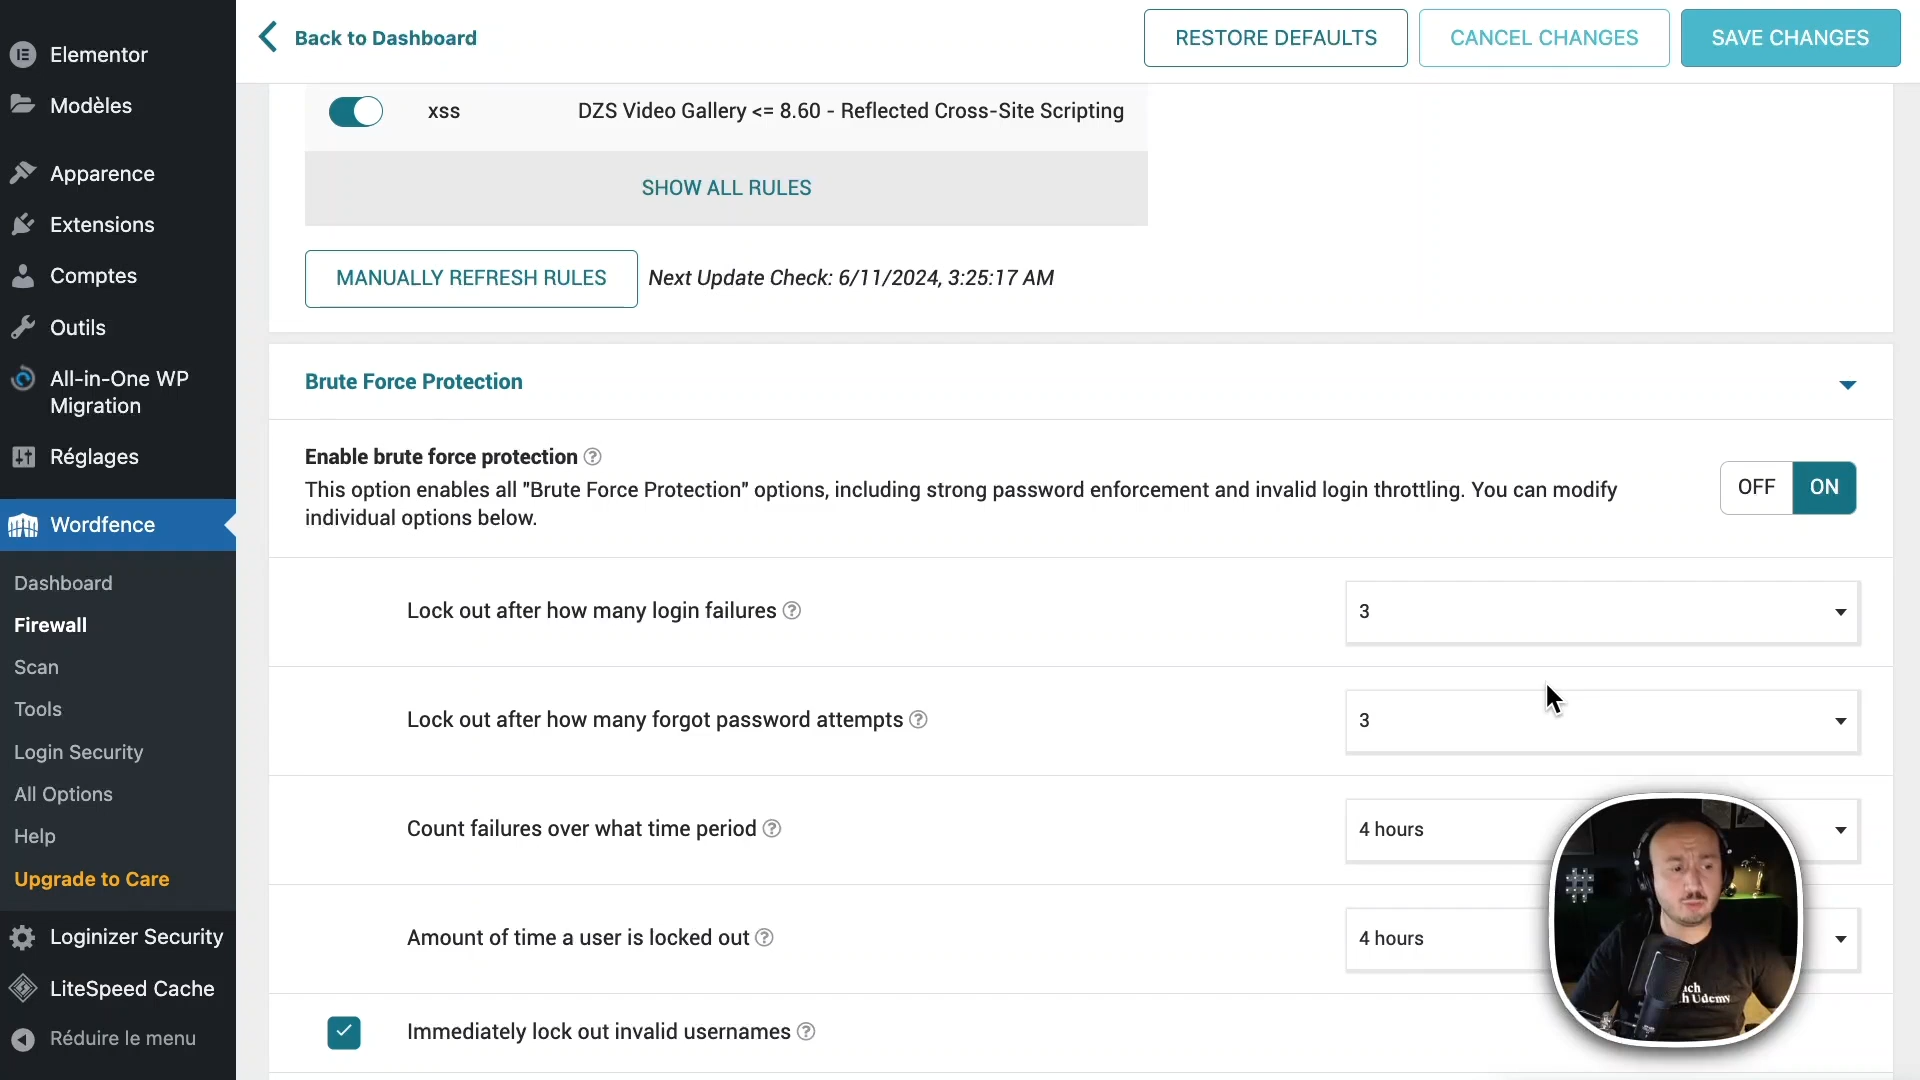 Elementor
Modèles
Apparence
Extensions
Comptes
Outils
All-in-One WP
Migration
Réglages
Wordfence
Dashboard
Firewall
Scan
Tools
Login Security
All Options
Help
Upgrade to Care
Loginizer Security
LiteSpeed Cache
Réduire le menu
Back to Dashboard
RESTORE DEFAULTS
CANCEL CHANGES
SAVE CHANGES
xss DZS Video Gallery <= 8.60 - Reflected Cross-Site Scripting
SHOW ALL RULES
MANUALLY REFRESH RULES Next Update Check: 6/11/2024, 3:25:17 AM
Brute Force Protection
Enable brute force protection
This option enables all "Brute Force Protection" options, including strong password enforcement and invalid login throttling. You can modify
individual options below.
OFF ON
Lock out after how many login failures 3
Lock out after how many forgot password attempts 3
Count failures over what time period 4 hours
Amount of time a user is locked out 4 hours
Immediately lock out invalid usernames
Udemy